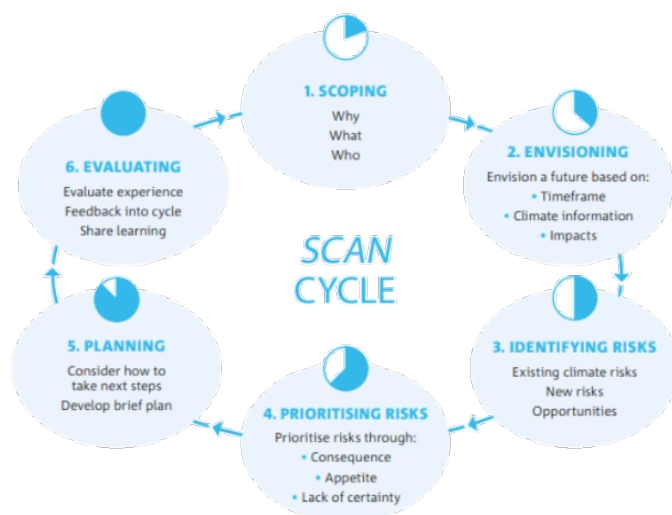 1. SCOPING
Why
What
Who
2. ENVISIONING
Envision a future based on:
• Timeframe
• Climate information
• Impacts
3. IDENTIFYING RISKS
Existing climate risks
New risks
Opportunities
4. PRIORITISING RISKS
Prioritise risks through:
• Consequence
• Appetite
• Lack of certainty
5. PLANNING
Consider how to
take next steps
Develop brief plan
6. EVALUATING
Evaluate experience
Feedback into cycle
Share learning
SCAN
CYCLE